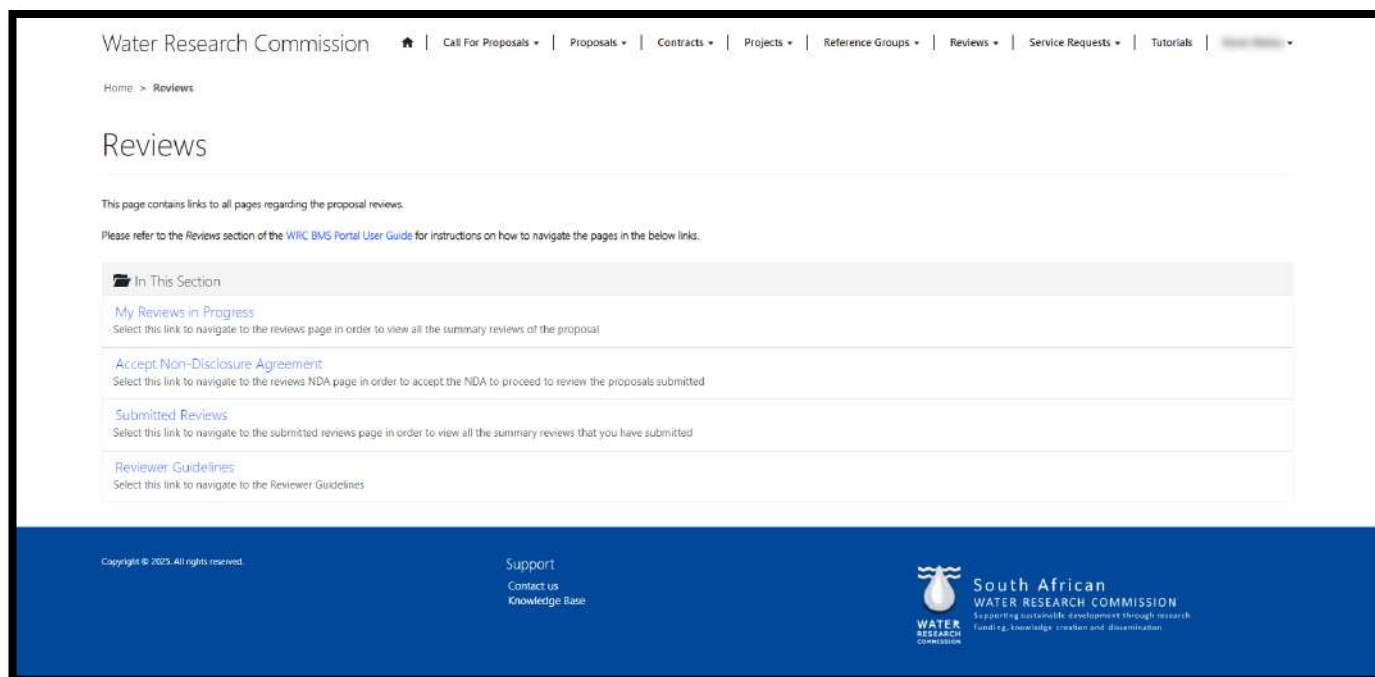 Water Research Commission
Call For Proposals | Proposals | Contracts | Projects | Reference Groups | Reviews | Service Requests | Tutorials |
Home > Reviews
Reviews
This page contains links to all pages regarding the proposal reviews.
Please refer to the Reviews section of the WRC BMS Portal User Guide for instructions on how to navigate the pages in the below links.
In This Section
My Reviews in Progress
Select this link to navigate to the reviews page in order to view all the summary reviews of the proposal
Accept Non-Disclosure Agreement
Select this link to navigate to the reviews NDA page in order to accept the NDA to proceed to review the proposals submitted
Submitted Reviews
Select this link to navigate to the submitted reviews page in order to view all the summary reviews that you have submitted
Reviewer Guidelines
Select this link to navigate to the Reviewer Guidelines
Copyright © 2025. All rights reserved.
Support
Contact us
Knowledge Base
WATER
RESEARCH
COMMISSION
South African
WATER RESEARCH COMMISSION
Supporting sustainable development through research
funding, knowledge creation and dissemination